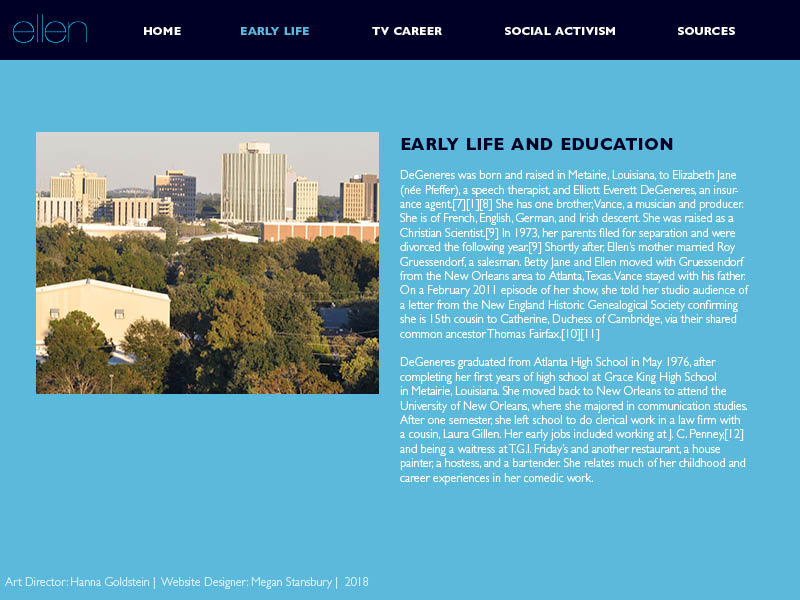 ellen
HOME
EARLY LIFE
TV CAREER
SOCIAL ACTIVISM
SOURCES
EARLY LIFE AND EDUCATION
DeGeneres was born and raised in Metairie, Louisiana, to Elizabeth Jane
(née Pfeffer), a speech therapist, and Elliott Everett DeGeneres, an insur-
ance agent.[7][1][8] She has one brother, Vance, a musician and producer.
She is of French, English, German, and Irish descent. She was raised as a
Christian Scientist.[9] In 1973, her parents filed for separation and were
divorced the following year.[9] Shortly after, Ellen's mother married Roy
Gruessendorf, a salesman. Betty Jane and Ellen moved with Gruessendorf
from the New Orleans area to Atlanta, Texas. Vance stayed with his father.
On a February 2011 episode of her show, she told her studio audience of
a letter from the New England Historic Genealogical Society confirming
she is 15th cousin to Catherine, Duchess of Cambridge, via their shared
common ancestor Thomas Fairfax.[10][11]
DeGeneres graduated from Atlanta High School in May 1976, after
completing her first years of high school at Grace King High School
in Metairie, Louisiana. She moved back to New Orleans to attend the
University of New Orleans, where she majored in communication studies.
After one semester, she left school to do clerical work in a law firm with
a cousin, Laura Gillen. Her early jobs included working at J. C. Penney,[12]
and being a waitress at T.G.I. Friday's and another restaurant, a house
painter, a hostess, and a bartender. She relates much of her childhood and
career experiences in her comedic work.
Art Director: Hanna Goldstein | Website Designer: Megan Stansbury | 2018